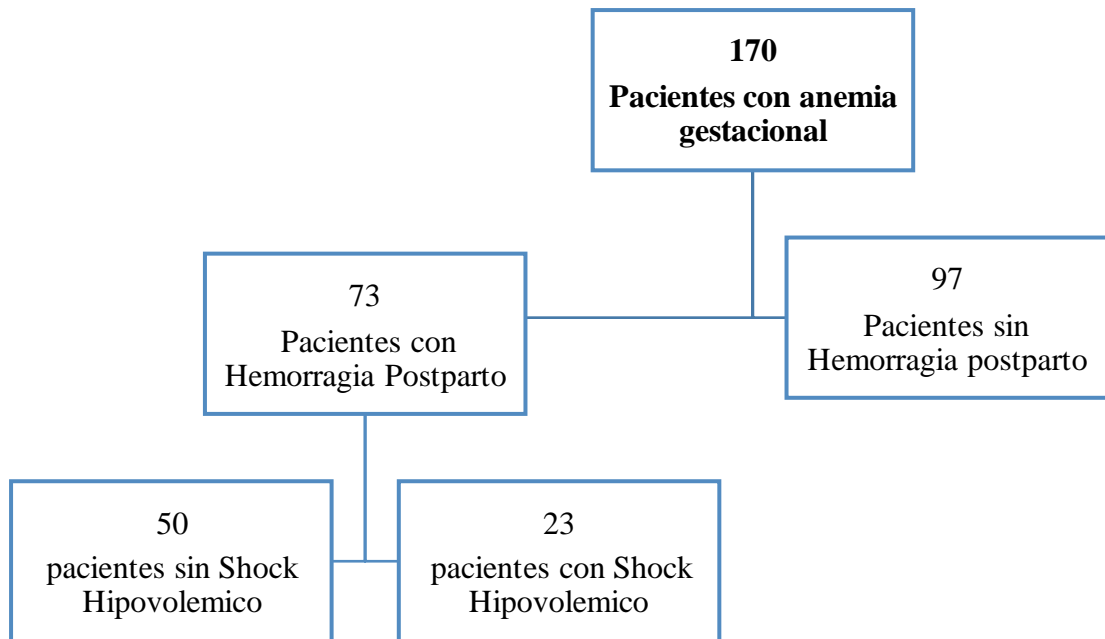 170
Pacientes con anemia
gestacional
73
Pacientes con
Hemorragia Postparto
97
Pacientes sin
Hemorragia postparto
50
pacientes sin Shock
Hipovolemico
23
pacientes con Shock
Hipovolemico